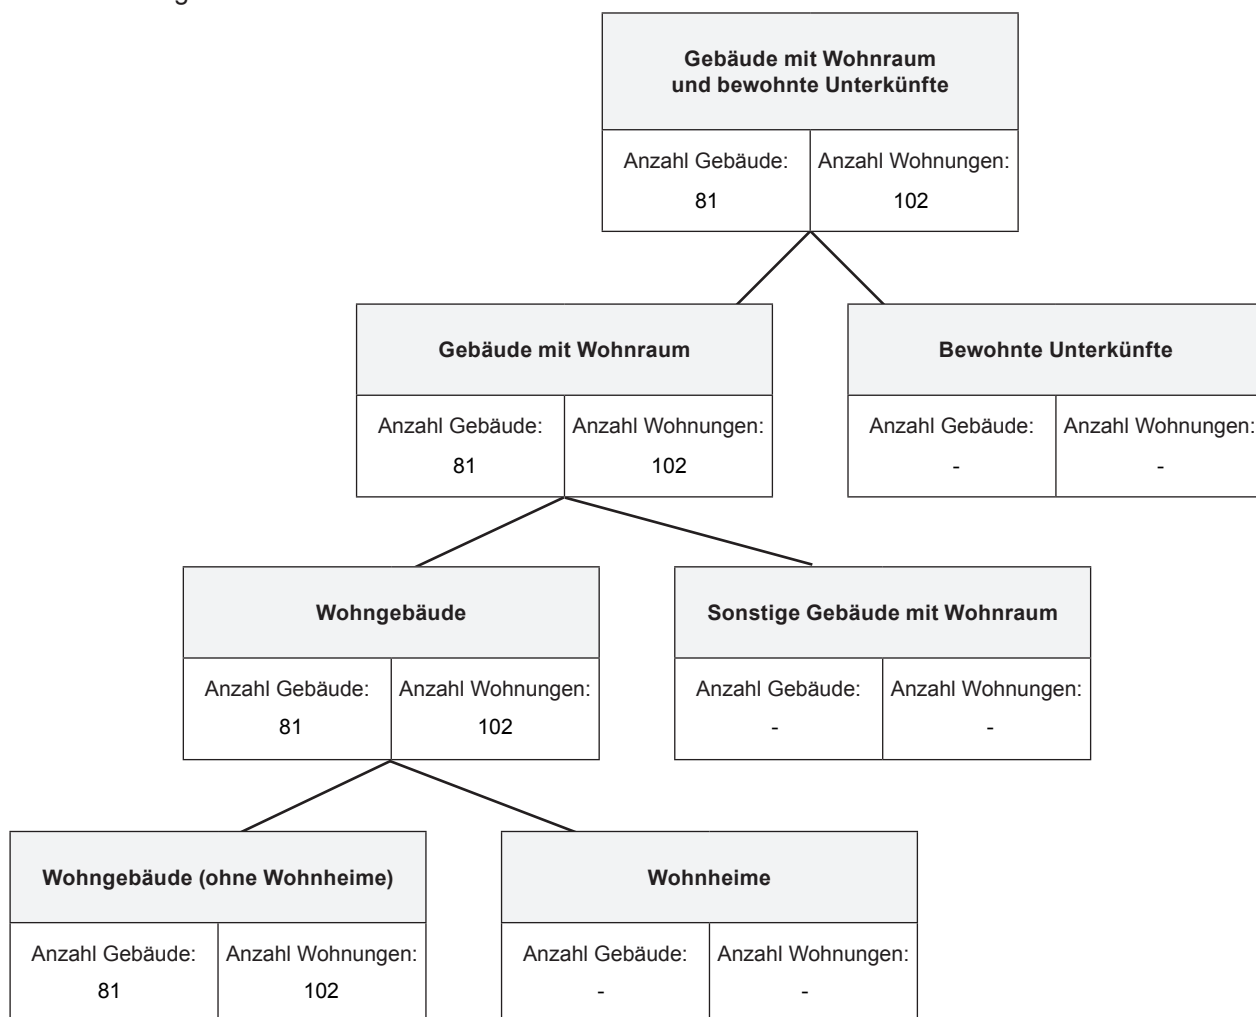 Gebäude mit Wohnraum
und bewohnte Unterkünfte
Anzahl Gebäude: Anzahl Wohnungen:
81 102
Gebäude mit Wohnraum
Anzahl Gebäude: Anzahl Wohnungen:
81 102
Bewohnte Unterkünfte
Anzahl Gebäude: Anzahl Wohnungen:
- -
Wohngebäude
Anzahl Gebäude: Anzahl Wohnungen:
81 102
Sonstige Gebäude mit Wohnraum
Anzahl Gebäude: Anzahl Wohnungen:
- -
Wohngebäude (ohne Wohnheime)
Anzahl Gebäude: Anzahl Wohnungen:
81 102
Wohnheime
Anzahl Gebäude: Anzahl Wohnungen:
- -